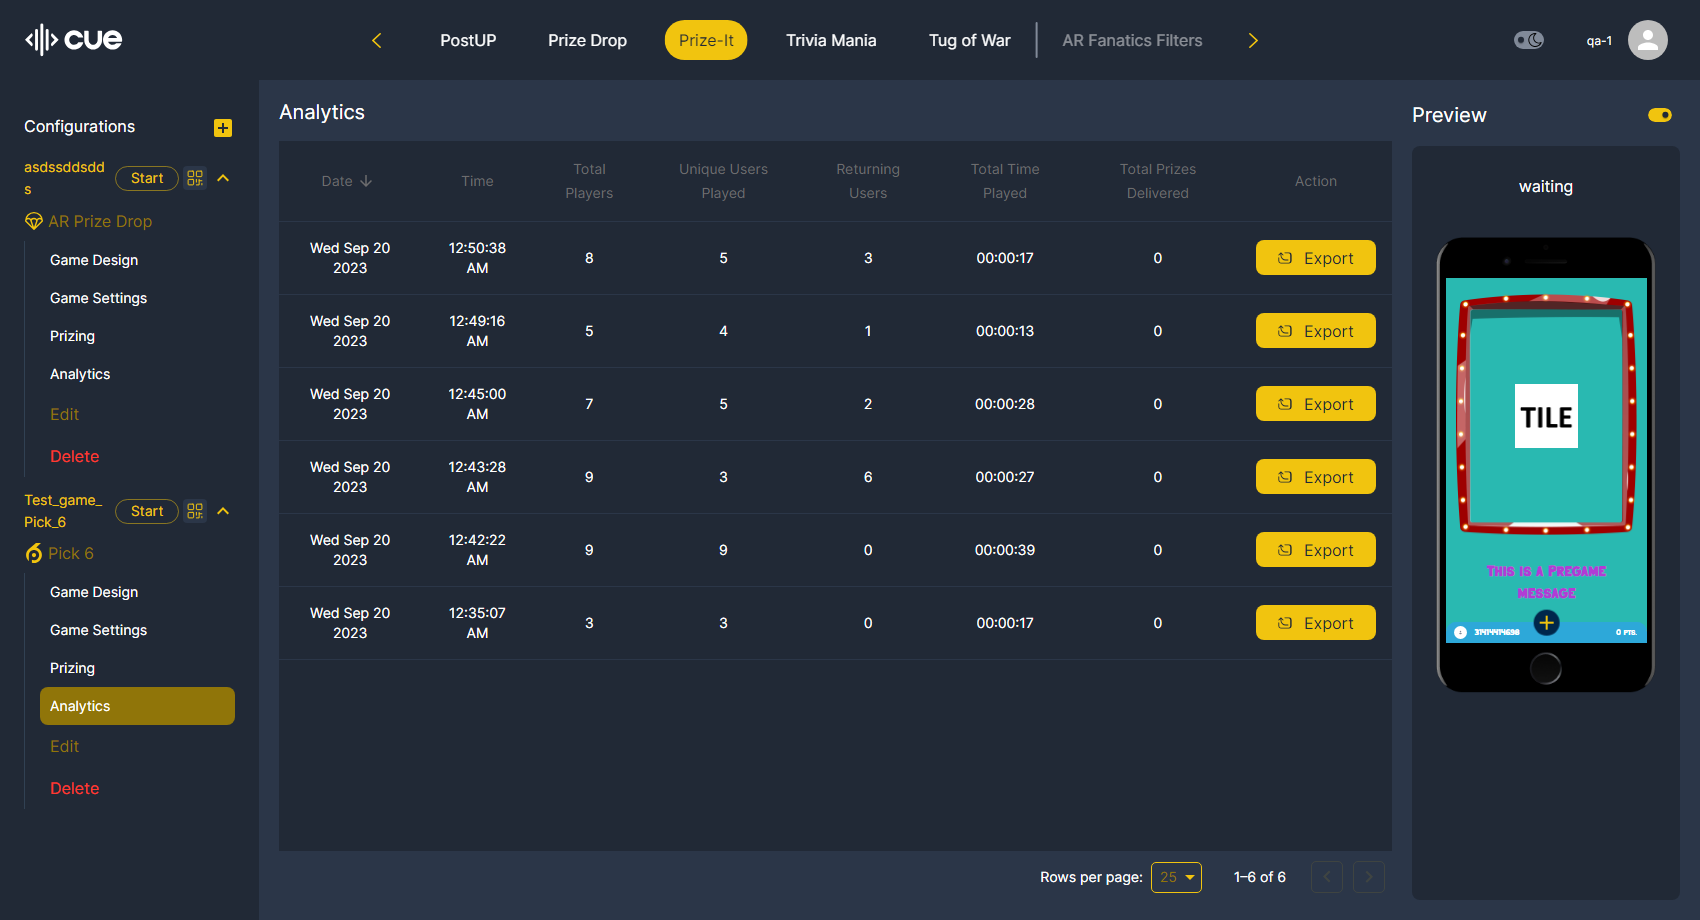 cue
PostUP
Prize Drop
Prize-It
Trivia Mania
Tug of War
AR Fanatics Filters
qa-1
Configurations
asdssddsdd
s
Start
AR Prize Drop
Game Design
Game Settings
Prizing
Analytics
Edit
Delete
Test_game_
Pick_6
Start
Pick 6
Game Design
Game Settings
Prizing
Analytics
Edit
Delete
Analytics
Date Time Total Players Unique Users Played Returning Users Total Time Played Total Prizes Delivered Action
Wed Sep 20 2023 12:50:38 AM 8 5 3 00:00:17 0 Export
Wed Sep 20 2023 12:49:16 AM 5 4 1 00:00:13 0 Export
Wed Sep 20 2023 12:45:00 AM 7 5 2 00:00:28 0 Export
Wed Sep 20 2023 12:43:28 AM 9 3 6 00:00:27 0 Export
Wed Sep 20 2023 12:42:22 AM 9 9 0 00:00:39 0 Export
Wed Sep 20 2023 12:35:07 AM 3 3 0 00:00:17 0 Export
Rows per page: 25 1–6 of 6
Preview
waiting
TILE
THIS IS A PREGAME
MESSAGE
0 PTS.